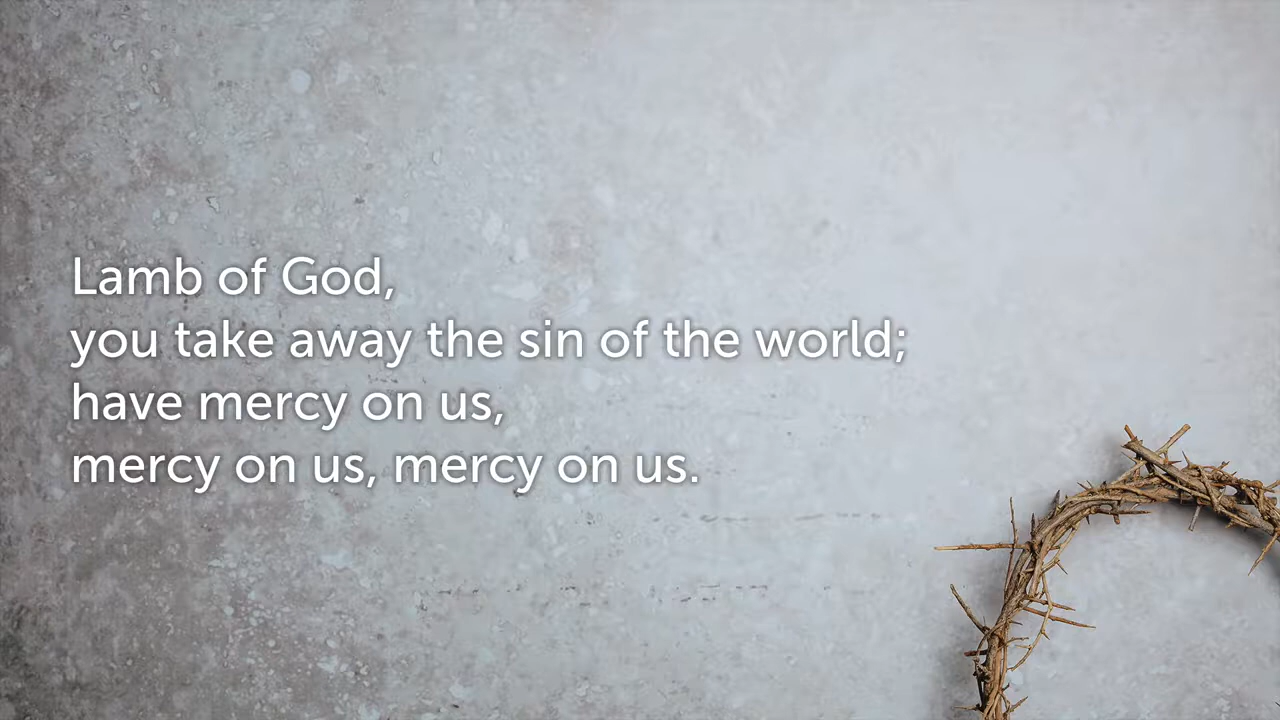 Lamb of God,
you take away the sin of the world;
have mercy on us,
mercy on us, mercy on us.